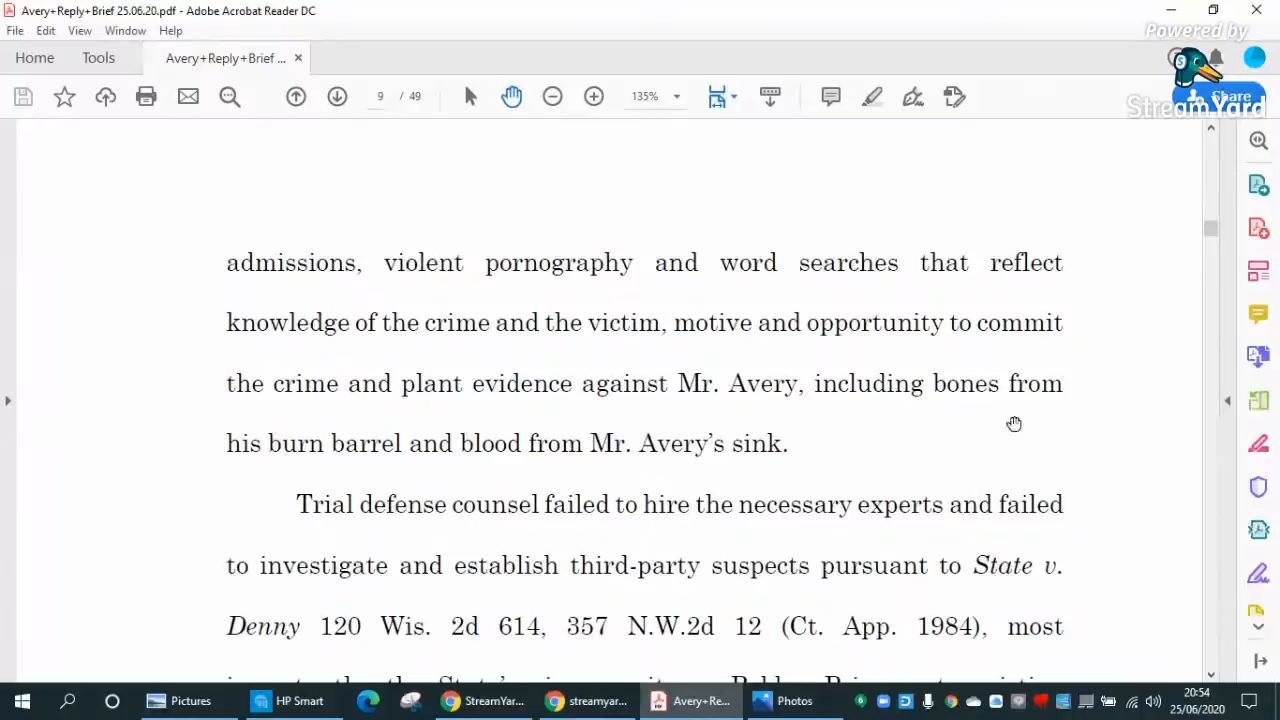 Avery+Reply+Brief 25.06.20.pdf - Adobe Acrobat Reader DC
File Edit View Window Help
Powered by
Home Tools Avery+Reply+Brief ... ×
9 / 49 135% Share
StreamYard
admissions, violent pornography and word searches that reflect
knowledge of the crime and the victim, motive and opportunity to commit
the crime and plant evidence against Mr. Avery, including bones from
his burn barrel and blood from Mr. Avery's sink.
Trial defense counsel failed to hire the necessary experts and failed
to investigate and establish third-party suspects pursuant to State v.
Denny 120 Wis. 2d 614, 357 N.W.2d 12 (Ct. App. 1984), most
Pictures HP Smart StreamYar... streamyar... Avery+Re... Photos 20:54
25/06/2020